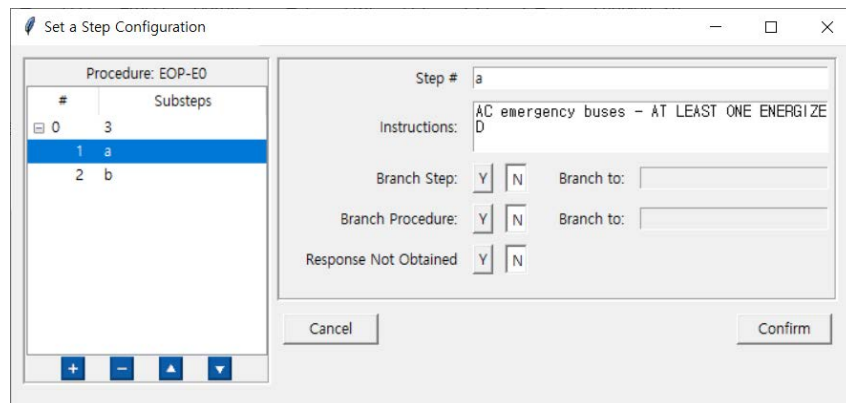 Set a Step Configuration
Procedure: EOP-E0
# Substeps
0 3
1 a
2 b
Step # a
Instructions: AC emergency buses - AT LEAST ONE ENERGIZE
D
Branch Step: Y N Branch to:
Branch Procedure: Y N Branch to:
Response Not Obtained Y N
Cancel Confirm